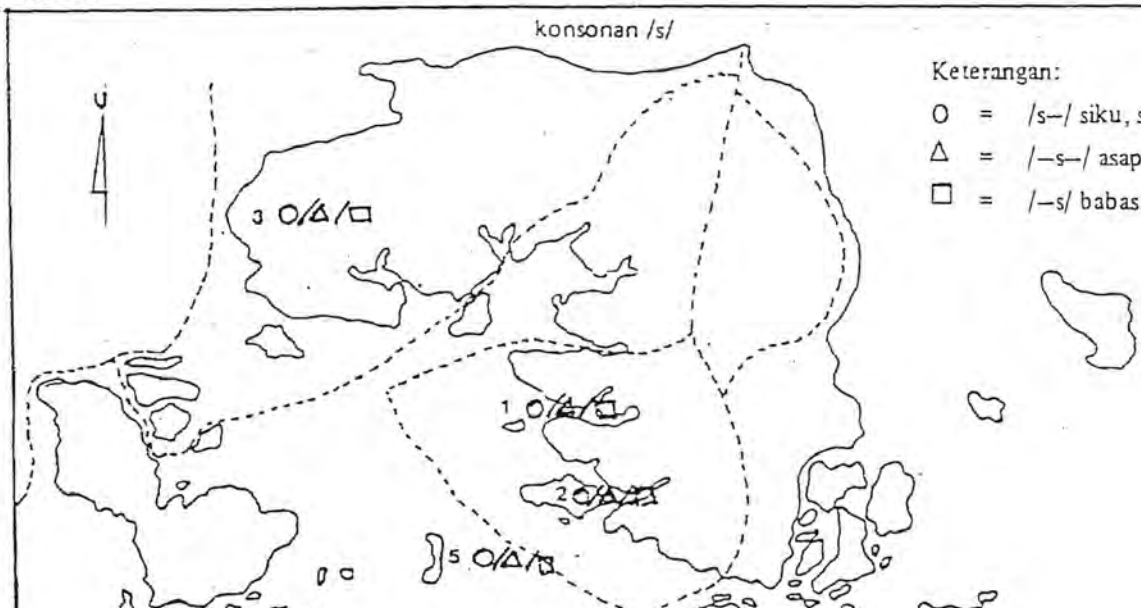 konsonan /s/
U
Keterangan:
O = /s–/ siku, s
△ = /–s–/ asap
□ = /–s/ babas
3 O/△/□
1 O/△/□
2 O/△/□
5 O/△/□